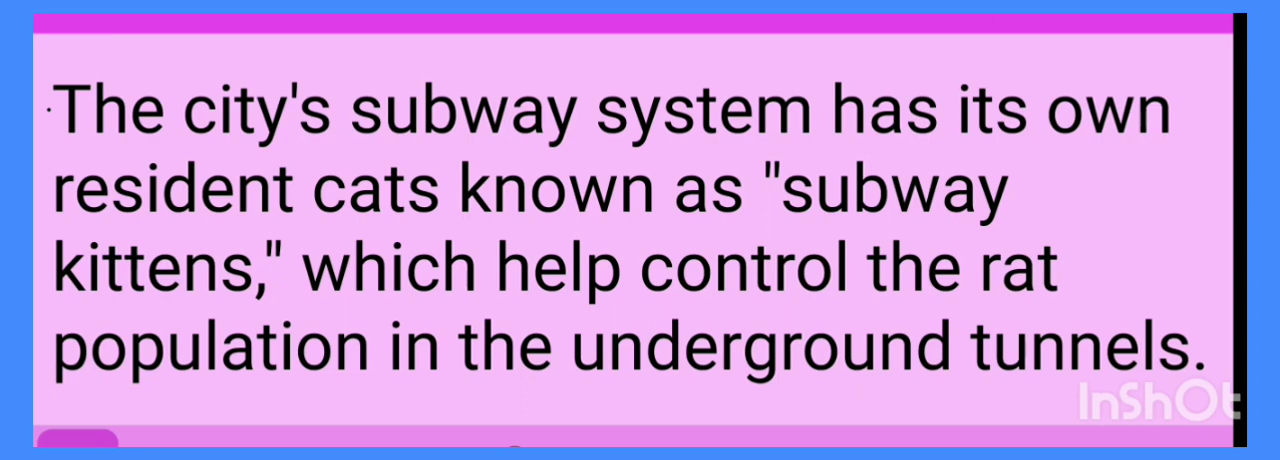 ·The city's subway system has its own
resident cats known as "subway
kittens," which help control the rat
population in the underground tunnels.
InShOt